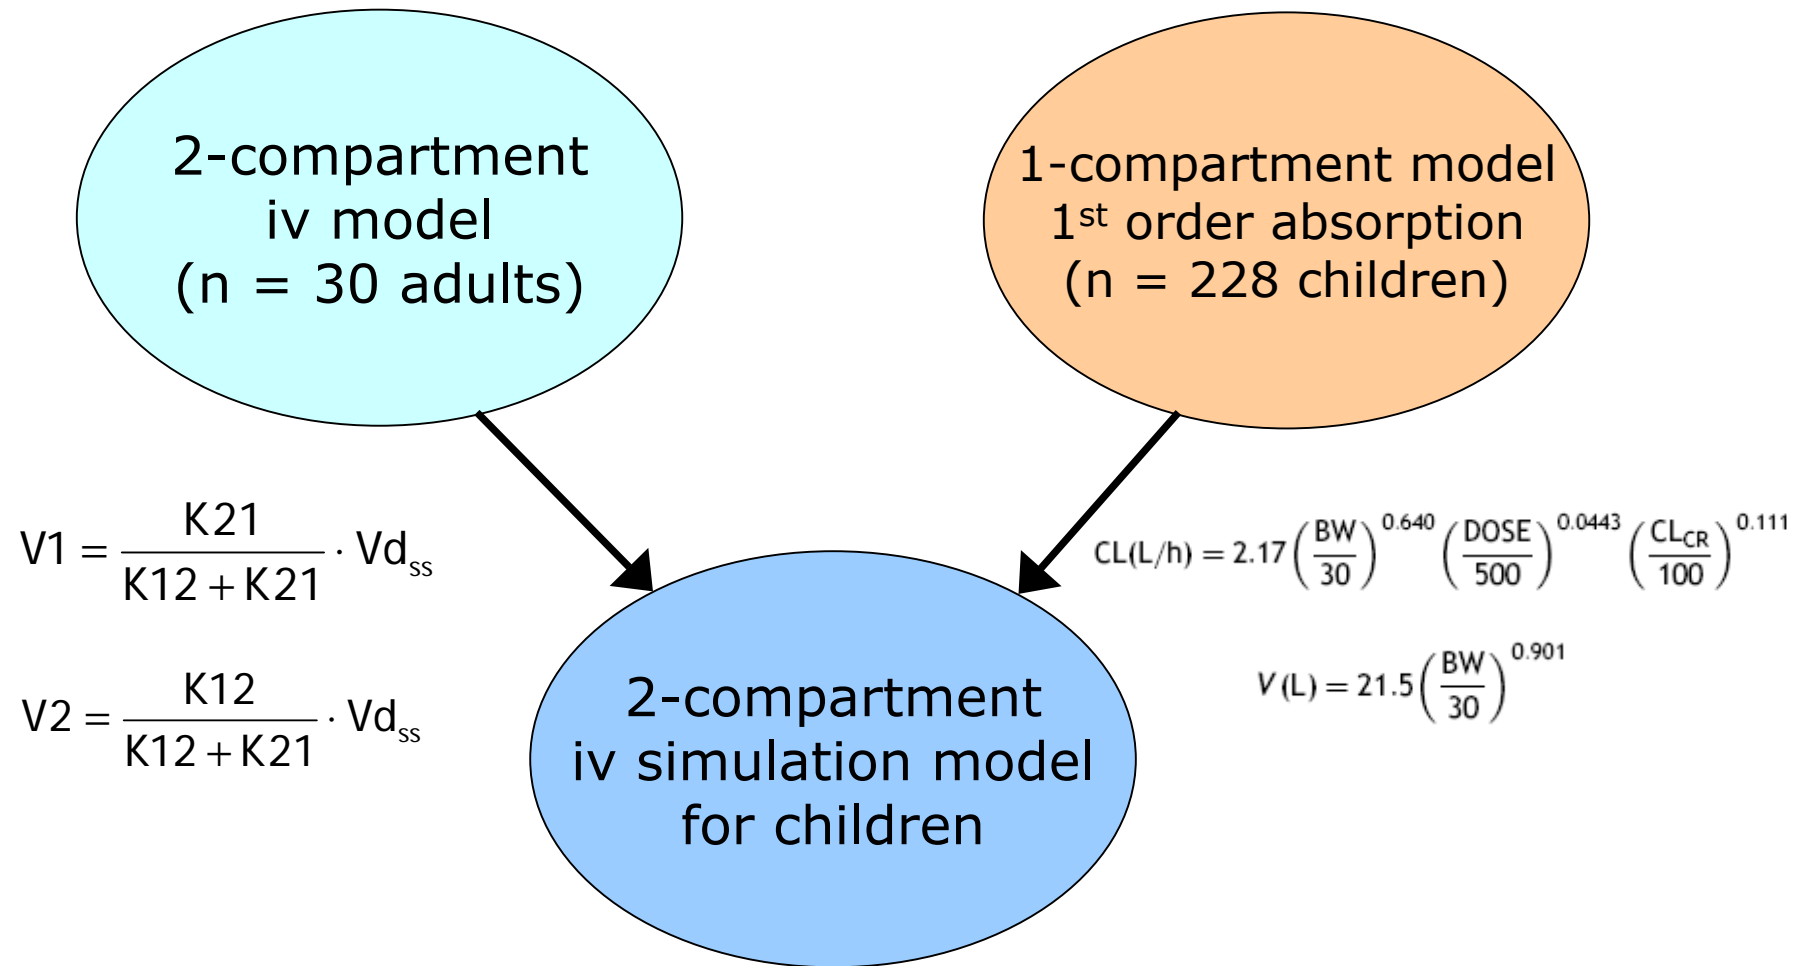 2-compartment
iv model
(n = 30 adults)
1-compartment model
1st order absorption
(n = 228 children)
V1 = K21 / (K12 + K21) · Vdss
V2 = K12 / (K12 + K21) · Vdss
CL(L/h) = 2.17 (BW/30)^0.640 (DOSE/500)^0.0443 (CLCR/100)^0.111
V(L) = 21.5 (BW/30)^0.901
2-compartment
iv simulation model
for children